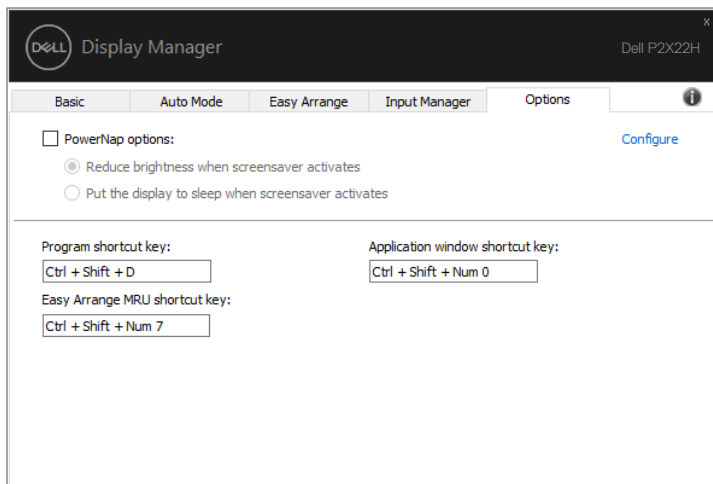 x
DELL Display Manager
Dell P2X22H
Basic Auto Mode Easy Arrange Input Manager Options i
PowerNap options: Configure
Reduce brightness when screensaver activates
Put the display to sleep when screensaver activates
Program shortcut key: Application window shortcut key:
Ctrl + Shift + D Ctrl + Shift + Num 0
Easy Arrange MRU shortcut key:
Ctrl + Shift + Num 7